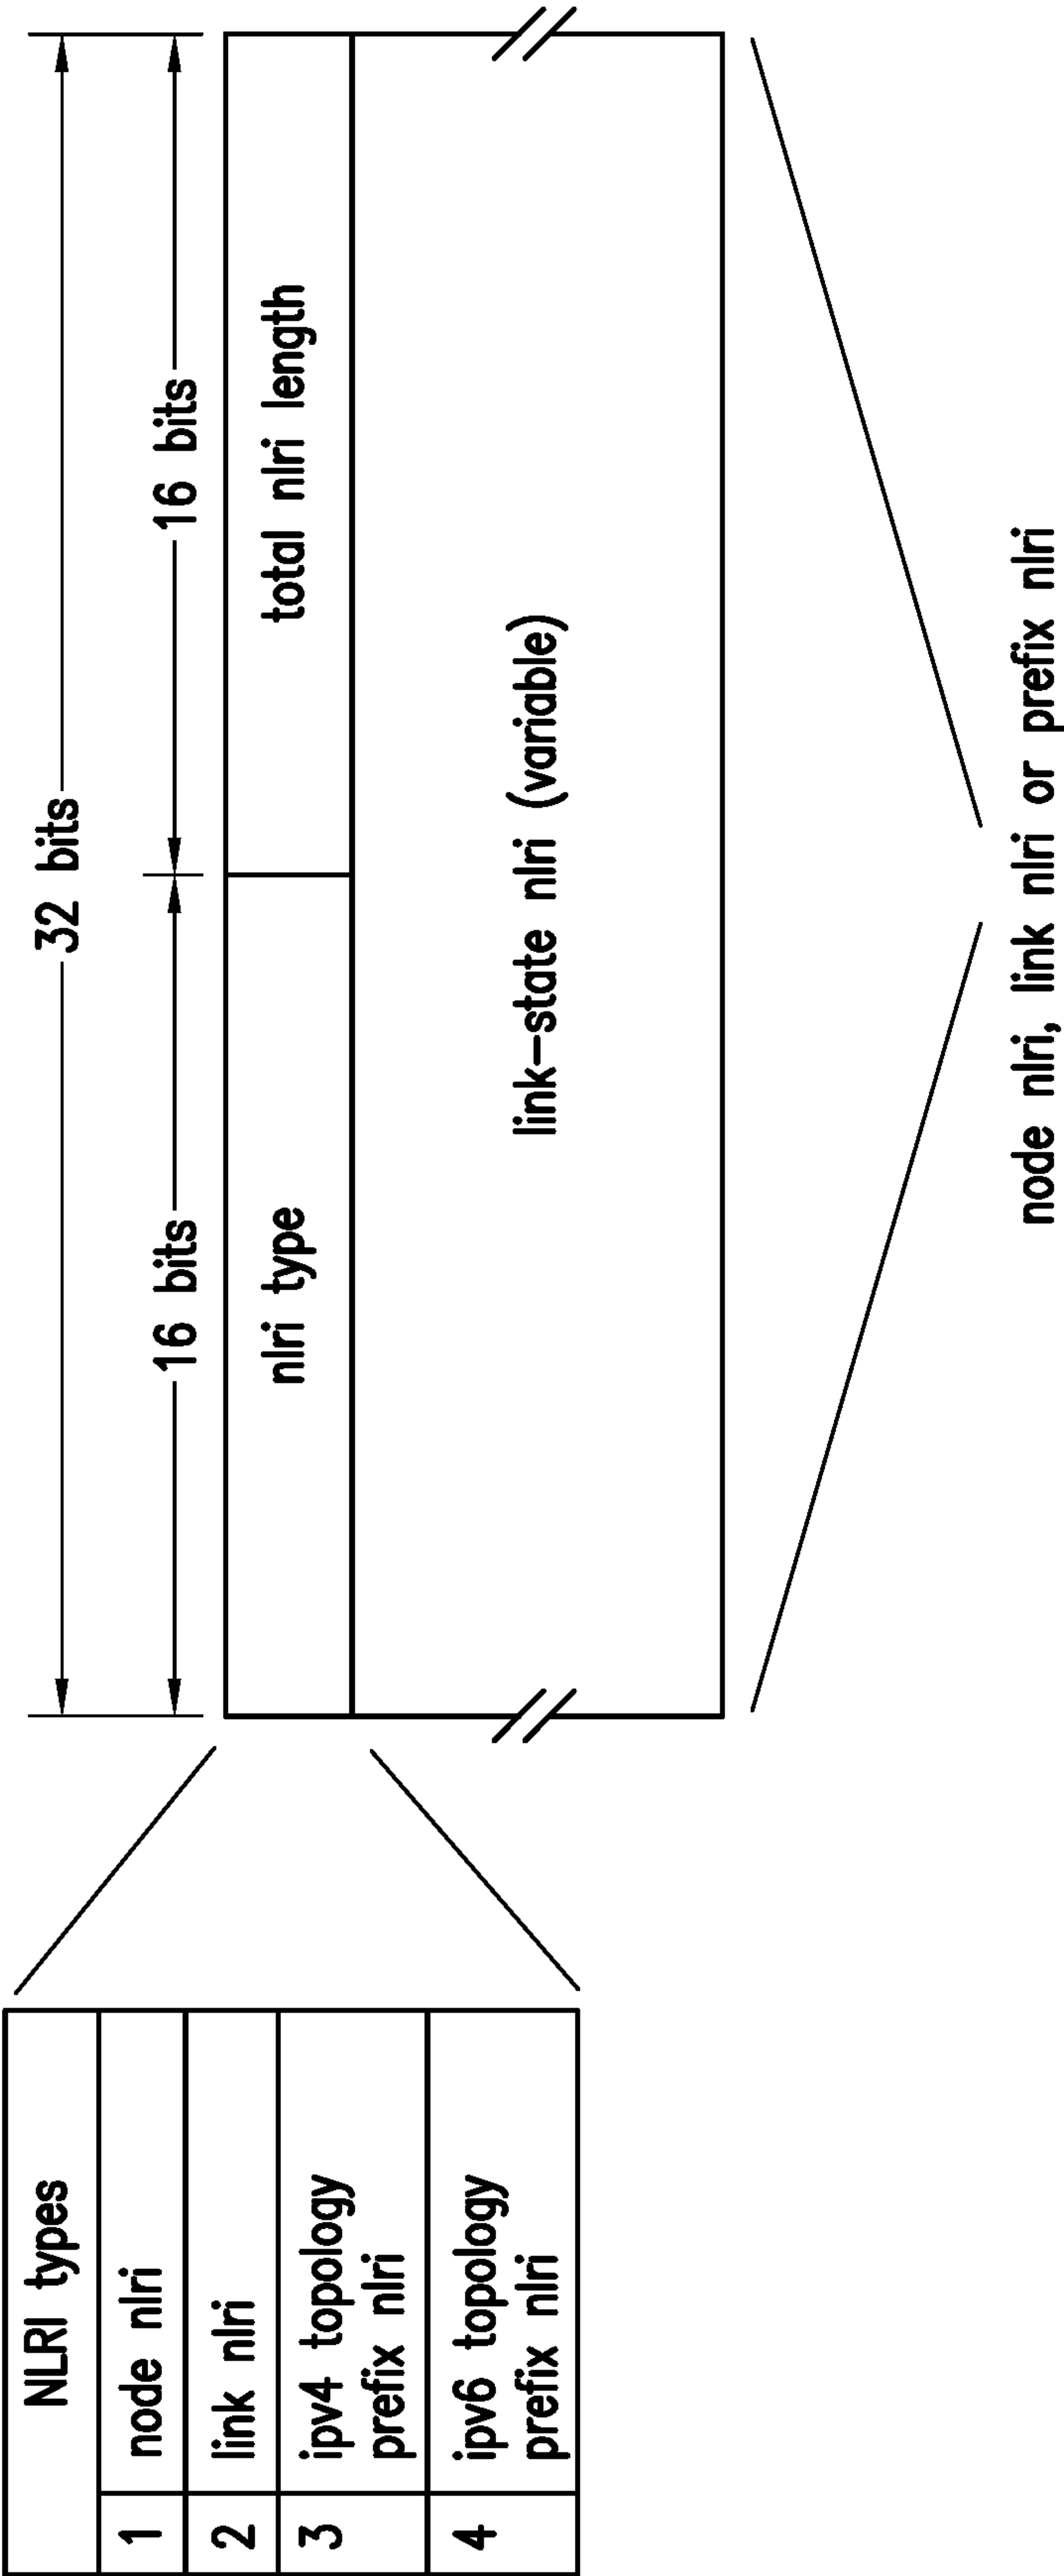 32 bits
16 bits
16 bits
NLRI types
1 node nlri
2 link nlri
3 ipv4 topology
prefix nlri
4 ipv6 topology
prefix nlri
nlri type
total nlri length
link-state nlri (variable)
node nlri, link nlri or prefix nlri